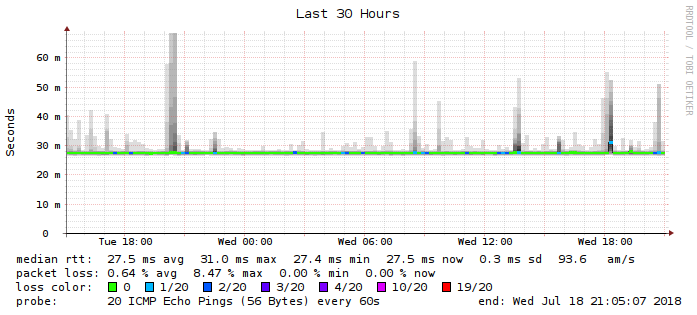 Last 30 Hours
RRDTOOL / TOBI OETIKER
Seconds
60 m
50 m
40 m
30 m
20 m
10 m
0
Tue 18:00 Wed 00:00 Wed 06:00 Wed 12:00 Wed 18:00
median rtt: 27.5 ms avg 31.0 ms max 27.4 ms min 27.5 ms now 0.3 ms sd 93.6 am/s
packet loss: 0.64 % avg 8.47 % max 0.00 % min 0.00 % now
loss color: 0 1/20 2/20 3/20 4/20 10/20 19/20
probe: 20 ICMP Echo Pings (56 Bytes) every 60s end: Wed Jul 18 21:05:07 2018